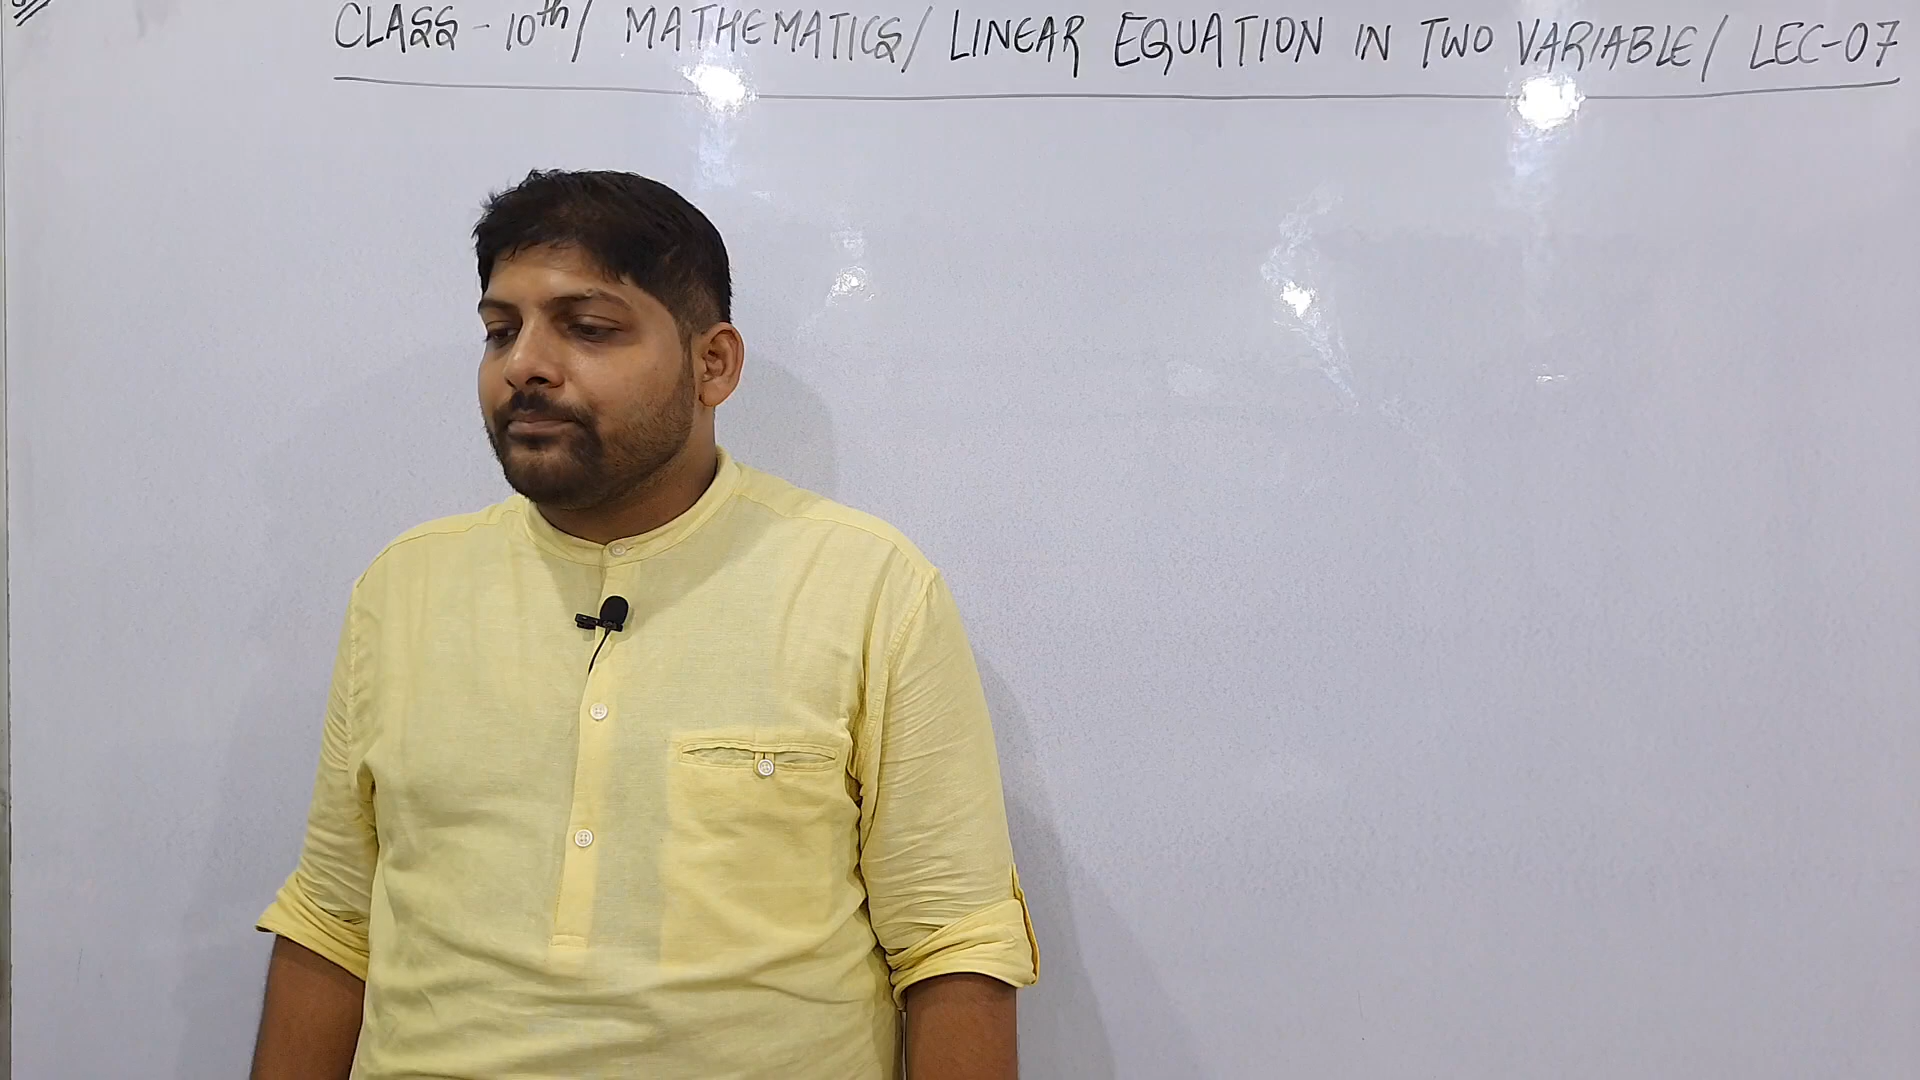 CLASS - 10th / MATHEMATICS / LINEAR EQUATION IN TWO VARIABLE / LEC-07